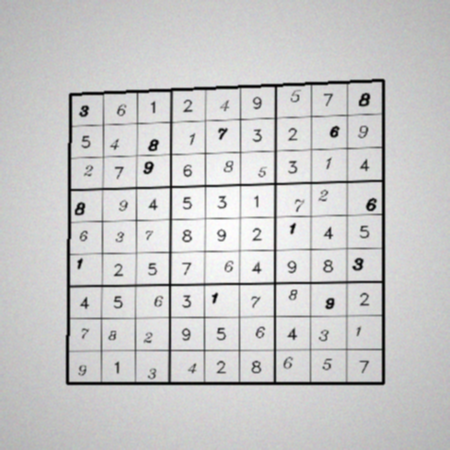 3 6 1 2 4 9 5 7 8
5 4 8 1 7 3 2 6 9
2 7 9 6 8 5 3 1 4
8 9 4 5 3 1 7 2 6
6 3 7 8 9 2 1 4 5
1 2 5 7 6 4 9 8 3
4 5 6 3 1 7 8 9 2
7 8 2 9 5 6 4 3 1
9 1 3 4 2 8 6 5 7